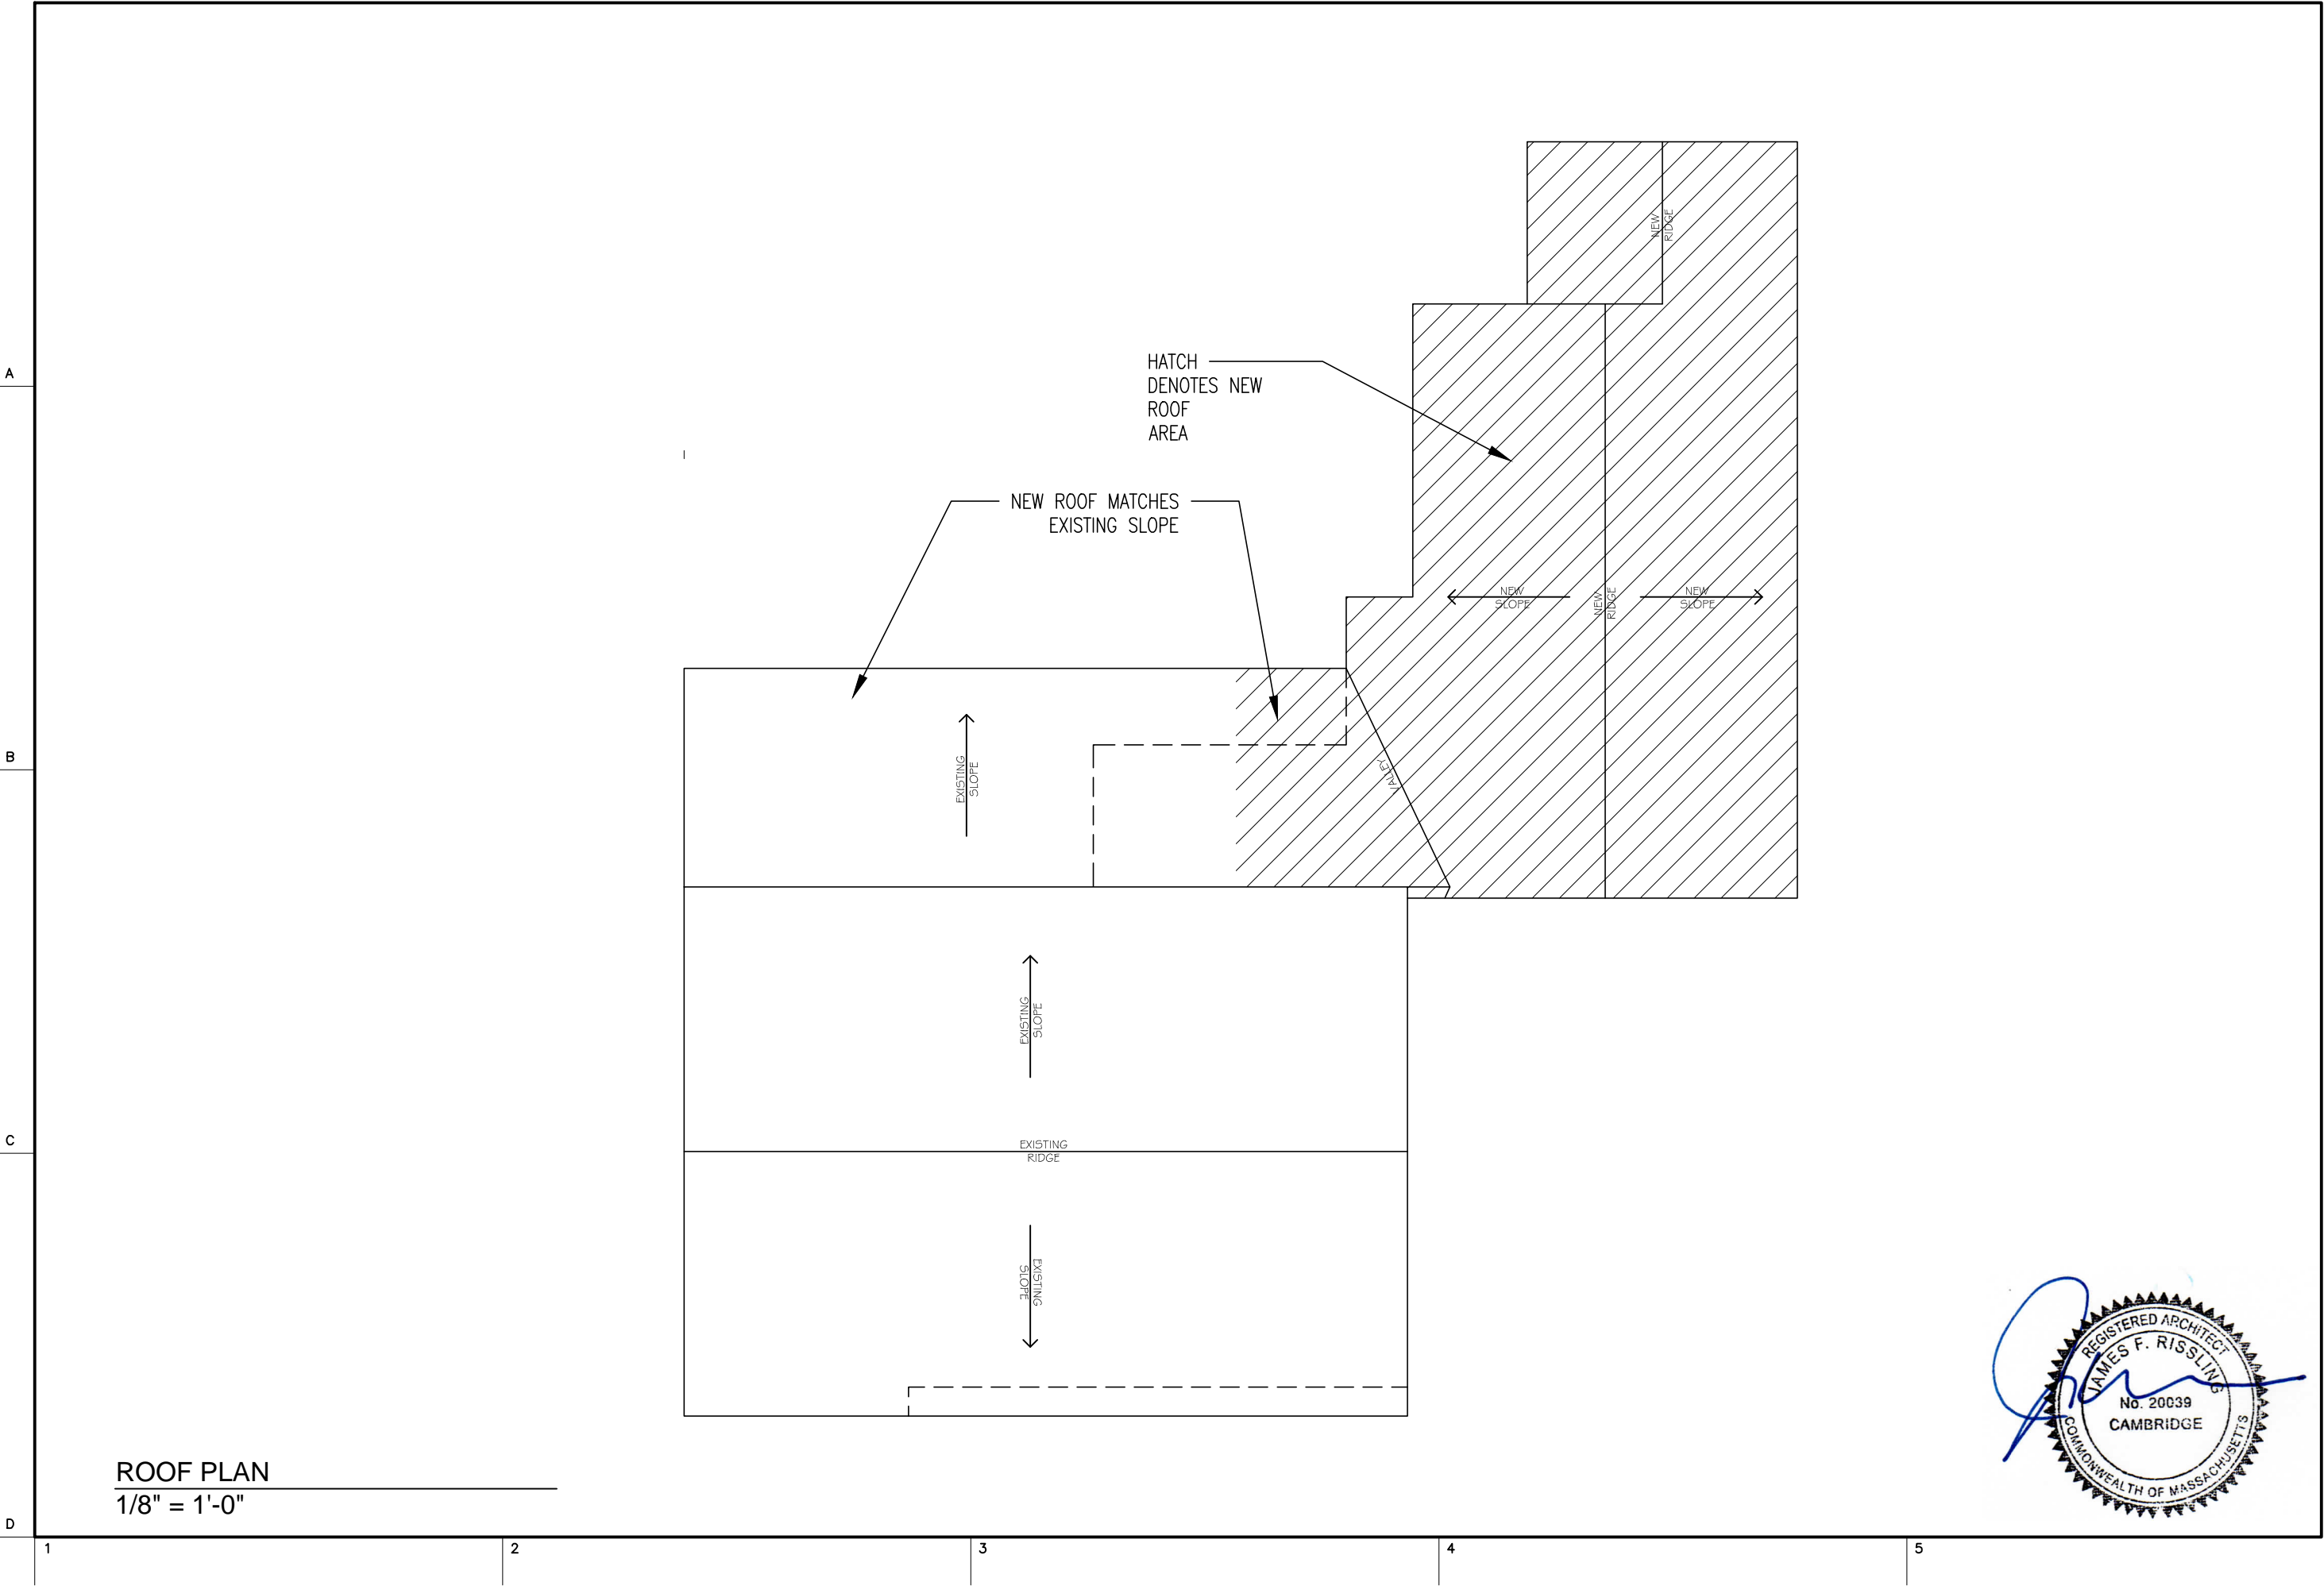 NEW
RIDGE
HATCH
DENOTES NEW
ROOF
AREA
A
NEW ROOF MATCHES
EXISTING SLOPE
NEW
SLOPE
NEW
RIDGE
NEW
SLOPE
B
EXISTING
SLOPE
VALLEY
EXISTING
SLOPE
C
EXISTING
RIDGE
EXISTING
SLOPE
REGISTERED ARCHITECT
JAMES F. RISSLING
No. 20039
CAMBRIDGE
COMMONWEALTH OF MASSACHUSETTS
ROOF PLAN
1/8" = 1'-0"
D
1
2
3
4
5